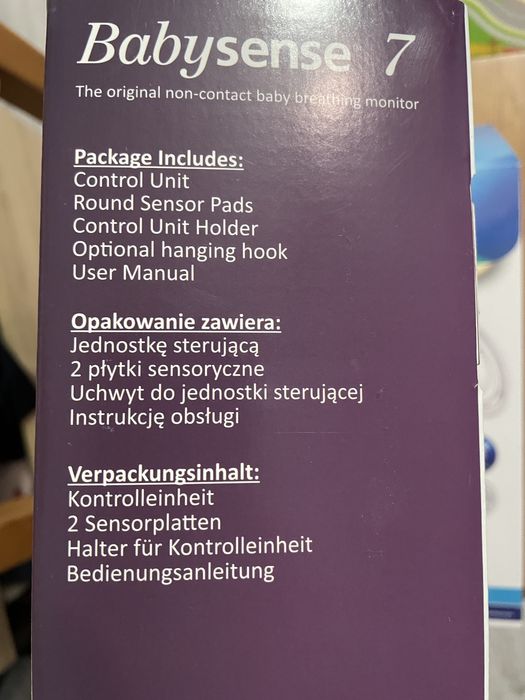 Babysense 7
The original non-contact baby breathing monitor
Package Includes:
Control Unit
Round Sensor Pads
Control Unit Holder
Optional hanging hook
User Manual
Opakowanie zawiera:
Jednostkę sterującą
2 płytki sensoryczne
Uchwyt do jednostki sterującej
Instrukcję obsługi
Verpackungsinhalt:
Kontrolleinheit
2 Sensorplatten
Halter für Kontrolleinheit
Bedienungsanleitung